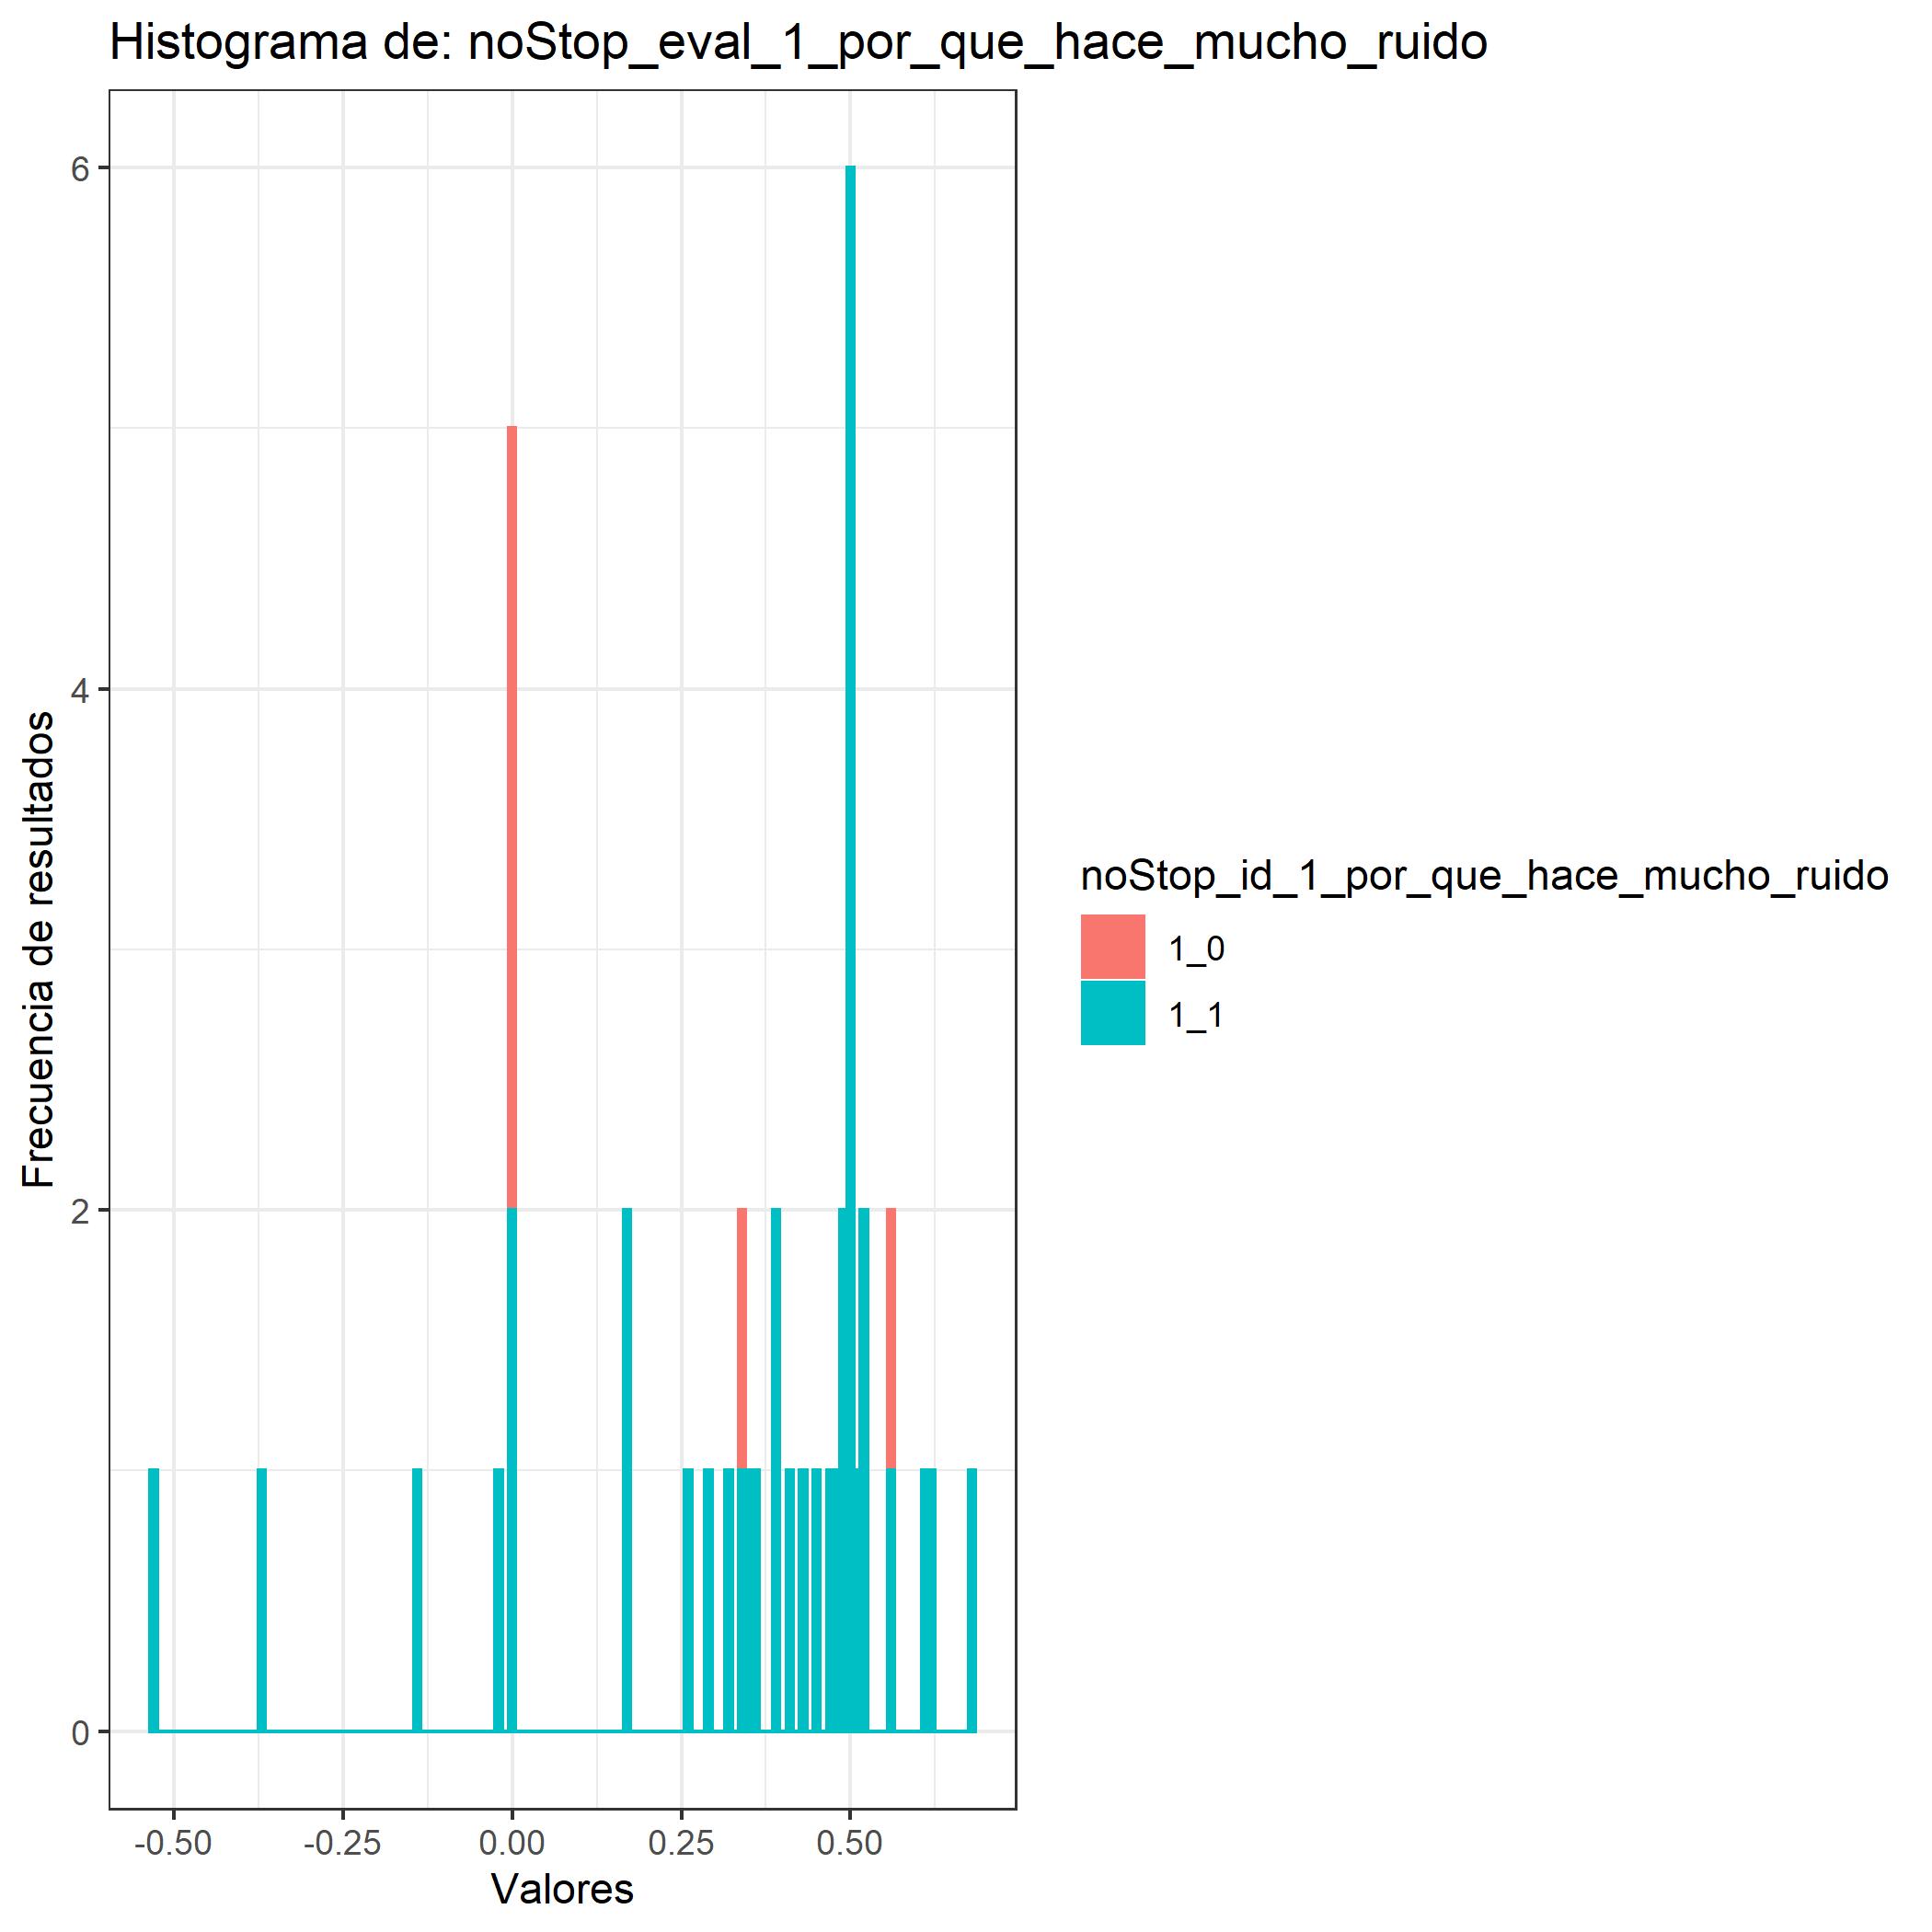 Histograma de: noStop_eval_1_por_que_hace_mucho_ruido
6
4
2
0
Frecuencia de resultados
-0.50 -0.25 0.00 0.25 0.50
Valores
noStop_id_1_por_que_hace_mucho_ruido
1_0
1_1